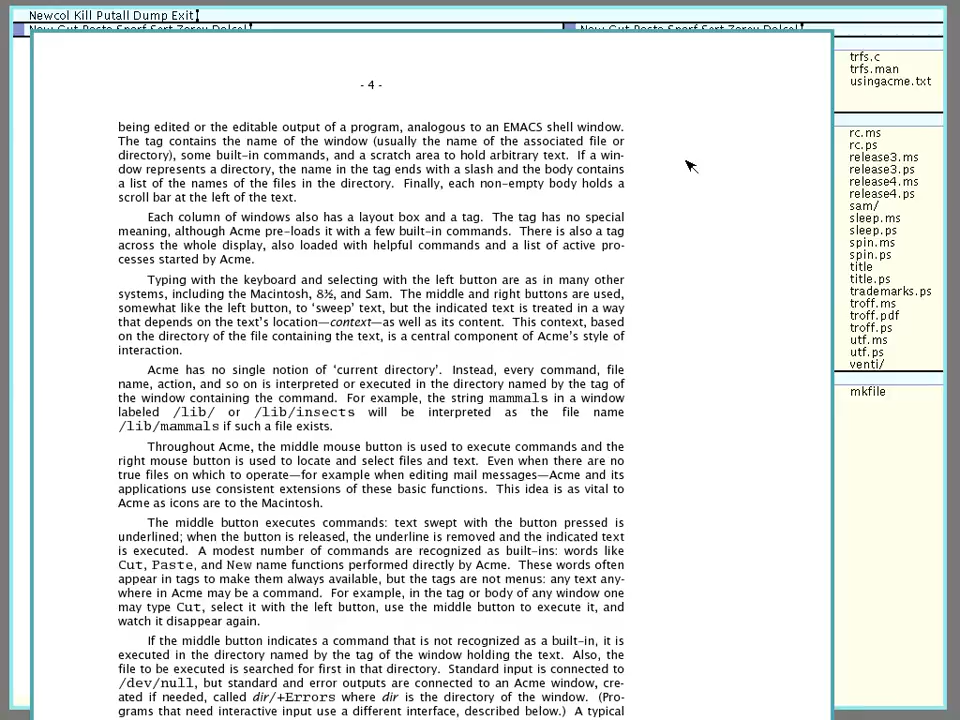 Newcol Kill Putall Dump Exit
New Cut Paste Snarf Sort Zerox Delcol
New Cut Paste Snarf Sort Zerox Delcol
- 4 -
being edited or the editable output of a program, analogous to an EMACS shell window.
The tag contains the name of the window (usually the name of the associated file or
directory), some built-in commands, and a scratch area to hold arbitrary text. If a win-
dow represents a directory, the name in the tag ends with a slash and the body contains
a list of the names of the files in the directory. Finally, each non-empty body holds a
scroll bar at the left of the text.
Each column of windows also has a layout box and a tag. The tag has no special
meaning, although Acme pre-loads it with a few built-in commands. There is also a tag
across the whole display, also loaded with helpful commands and a list of active pro-
cesses started by Acme.
Typing with the keyboard and selecting with the left button are as in many other
systems, including the Macintosh, 8½, and Sam. The middle and right buttons are used,
somewhat like the left button, to ‘sweep’ text, but the indicated text is treated in a way
that depends on the text’s location—context—as well as its content. This context, based
on the directory of the file containing the text, is a central component of Acme’s style of
interaction.
Acme has no single notion of ‘current directory’. Instead, every command, file
name, action, and so on is interpreted or executed in the directory named by the tag of
the window containing the command. For example, the string mammals in a window
labeled /lib/ or /lib/insects will be interpreted as the file name
/lib/mammals if such a file exists.
Throughout Acme, the middle mouse button is used to execute commands and the
right mouse button is used to locate and select files and text. Even when there are no
true files on which to operate—for example when editing mail messages—Acme and its
applications use consistent extensions of these basic functions. This idea is as vital to
Acme as icons are to the Macintosh.
The middle button executes commands: text swept with the button pressed is
underlined; when the button is released, the underline is removed and the indicated text
is executed. A modest number of commands are recognized as built-ins: words like
Cut, Paste, and New name functions performed directly by Acme. These words often
appear in tags to make them always available, but the tags are not menus: any text any-
where in Acme may be a command. For example, in the tag or body of any window one
may type Cut, select it with the left button, use the middle button to execute it, and
watch it disappear again.
If the middle button indicates a command that is not recognized as a built-in, it is
executed in the directory named by the tag of the window holding the text. Also, the
file to be executed is searched for first in that directory. Standard input is connected to
/dev/null, but standard and error outputs are connected to an Acme window, cre-
ated if needed, called dir/+Errors where dir is the directory of the window. (Pro-
grams that need interactive input use a different interface, described below.) A typical
trfs.c
trfs.man
usingacme.txt
rc.ms
rc.ps
release3.ms
release3.ps
release4.ms
release4.ps
sam/
sleep.ms
sleep.ps
spin.ms
spin.ps
title
title.ps
trademarks.ps
troff.ms
troff.pdf
troff.ps
utf.ms
utf.ps
venti/
mkfile